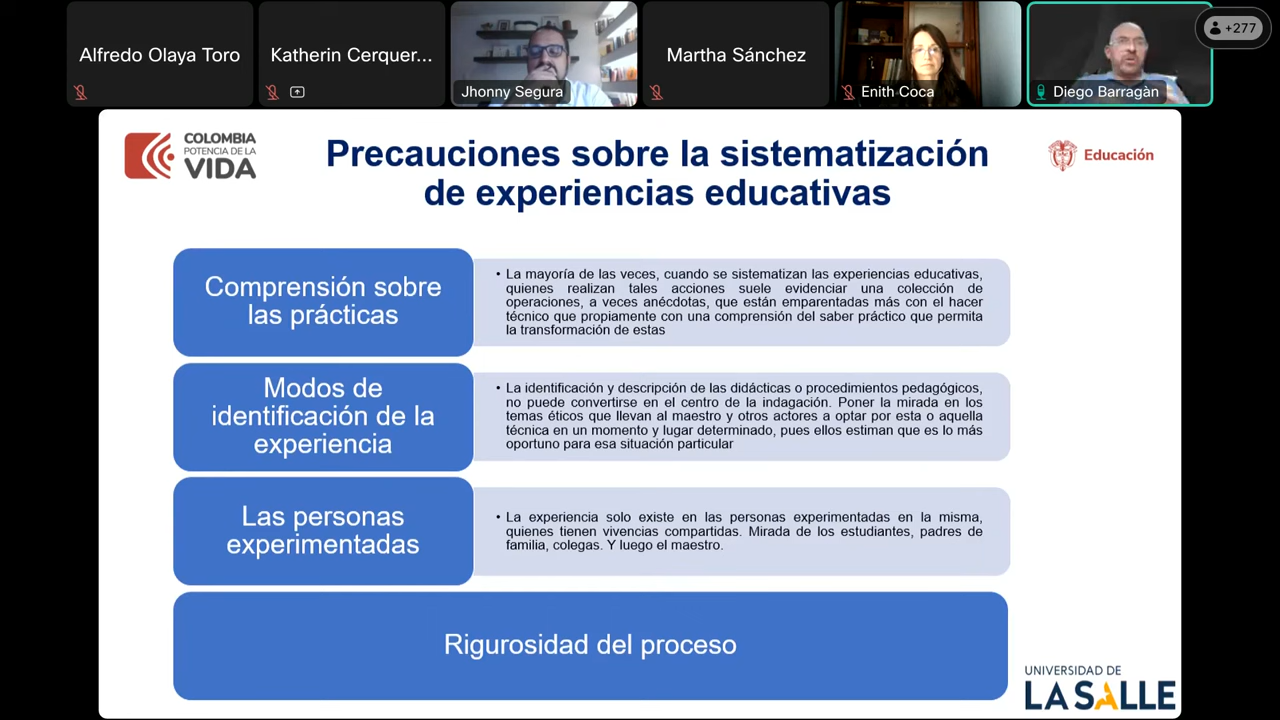 Alfredo Olaya Toro
Katherin Cerquer...
Jhonny Segura
Martha Sánchez
Enith Coca
Diego Barragàn
+277
COLOMBIA
POTENCIA DE LA
VIDA
Precauciones sobre la sistematización
de experiencias educativas
Educación
Comprensión sobre
las prácticas
• La mayoría de las veces, cuando se sistematizan las experiencias educativas,
quienes realizan tales acciones suele evidenciar una colección de
operaciones, a veces anécdotas, que están emparentadas más con el hacer
técnico que propiamente con una comprensión del saber práctico que permita
la transformación de estas
Modos de
identificación de la
experiencia
• La identificación y descripción de las didácticas o procedimientos pedagógicos,
no puede convertirse en el centro de la indagación. Poner la mirada en los
temas éticos que llevan al maestro y otros actores a optar por esta o aquella
técnica en un momento y lugar determinado, pues ellos estiman que es lo más
oportuno para esa situación particular
Las personas
experimentadas
• La experiencia solo existe en las personas experimentadas en la misma,
quienes tienen vivencias compartidas. Mirada de los estudiantes, padres de
familia, colegas. Y luego el maestro.
Rigurosidad del proceso
UNIVERSIDAD DE
LA SALLE